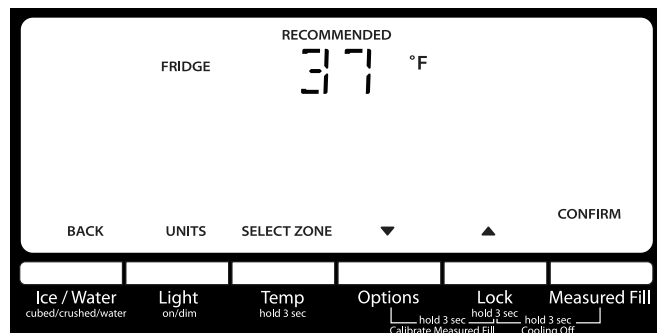 RECOMMENDED
FRIDGE 37 °F
CONFIRM
BACK UNITS SELECT ZONE ▼ ▲
Ice / Water Light Temp Options Lock Measured Fill
cubed/crushed/water on/dim hold 3 sec hold 3 sec
hold 3 sec hold 3 sec
Calibrate Measured Fill Cooling Off